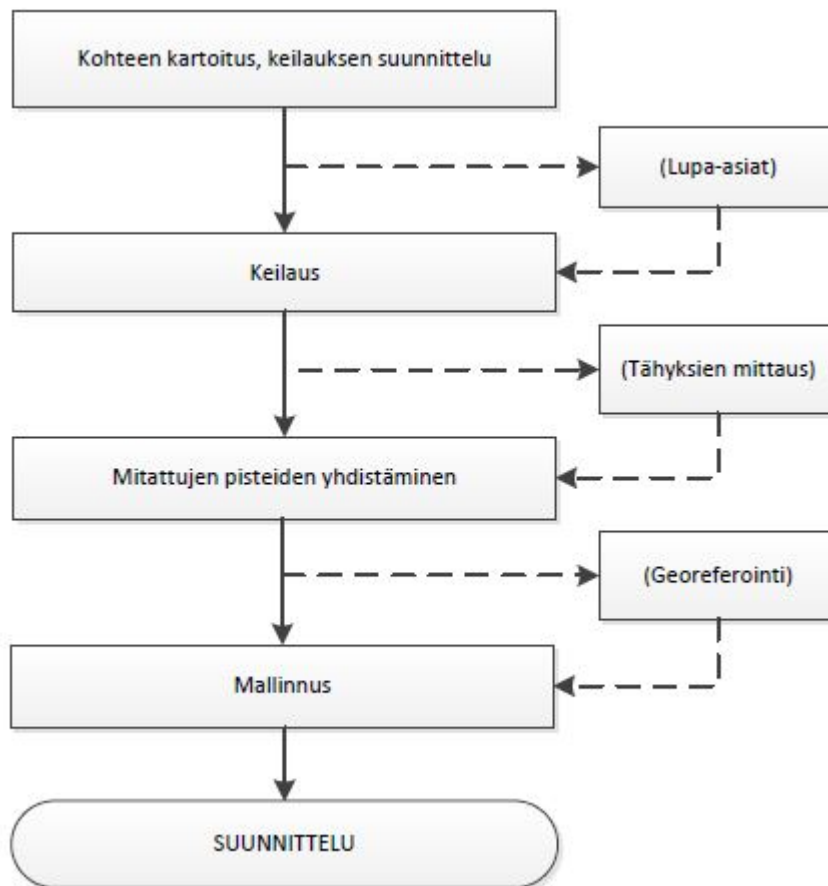 Kohteen kartoitus, keilauksen suunnittelu
(Lupa-asiat)
Keilaus
(Tähyksien mittaus)
Mitattujen pisteiden yhdistäminen
(Georeferointi)
Mallinnus
SUUNNITTELU